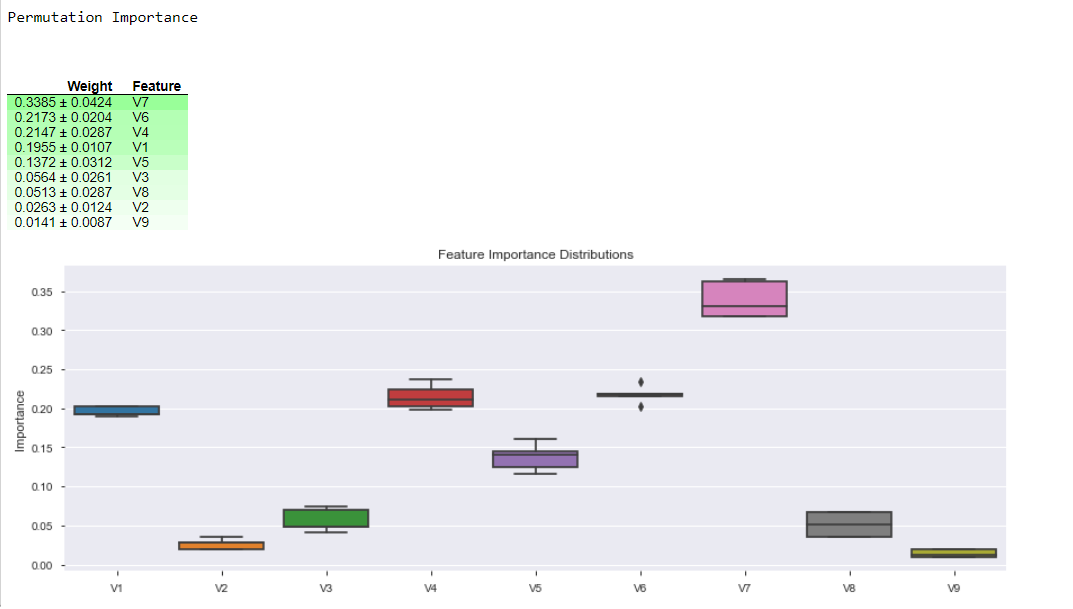 Permutation Importance
Weight Feature
0.3385 ± 0.0424 V7
0.2173 ± 0.0204 V6
0.2147 ± 0.0287 V4
0.1955 ± 0.0107 V1
0.1372 ± 0.0312 V5
0.0564 ± 0.0261 V3
0.0513 ± 0.0287 V8
0.0263 ± 0.0124 V2
0.0141 ± 0.0087 V9
Feature Importance Distributions
Importance
0.35
0.30
0.25
0.20
0.15
0.10
0.05
0.00
V1 V2 V3 V4 V5 V6 V7 V8 V9